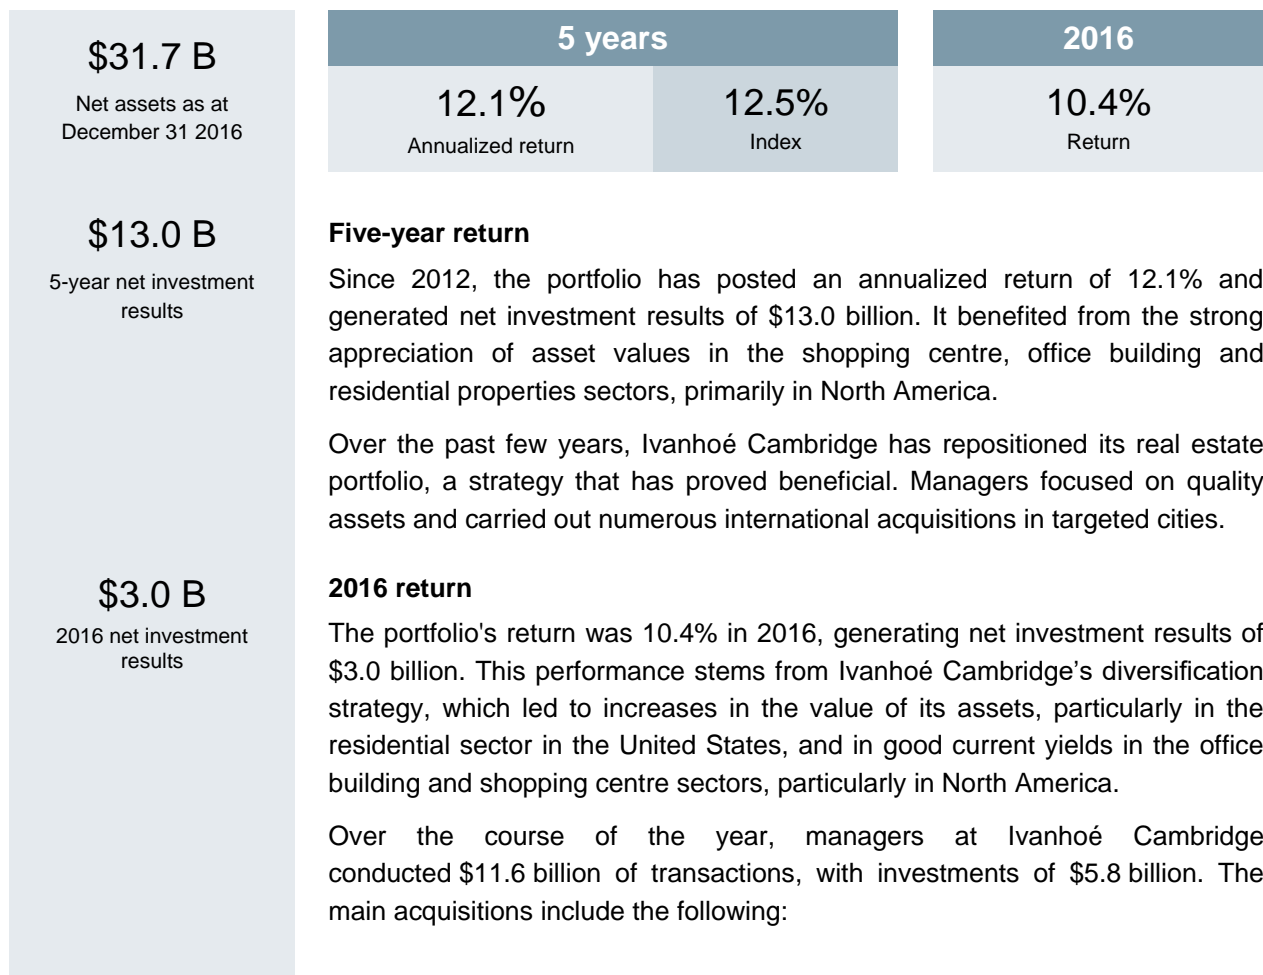 $31.7 B
Net assets as at
December 31 2016
5 years
2016
12.1%
Annualized return
12.5%
Index
10.4%
Return
$13.0 B
5-year net investment
results
Five-year return
Since 2012, the portfolio has posted an annualized return of 12.1% and
generated net investment results of $13.0 billion. It benefited from the strong
appreciation of asset values in the shopping centre, office building and
residential properties sectors, primarily in North America.
Over the past few years, Ivanhoé Cambridge has repositioned its real estate
portfolio, a strategy that has proved beneficial. Managers focused on quality
assets and carried out numerous international acquisitions in targeted cities.
$3.0 B
2016 net investment
results
2016 return
The portfolio's return was 10.4% in 2016, generating net investment results of
$3.0 billion. This performance stems from Ivanhoé Cambridge’s diversification
strategy, which led to increases in the value of its assets, particularly in the
residential sector in the United States, and in good current yields in the office
building and shopping centre sectors, particularly in North America.
Over the course of the year, managers at Ivanhoé Cambridge
conducted $11.6 billion of transactions, with investments of $5.8 billion. The
main acquisitions include the following: